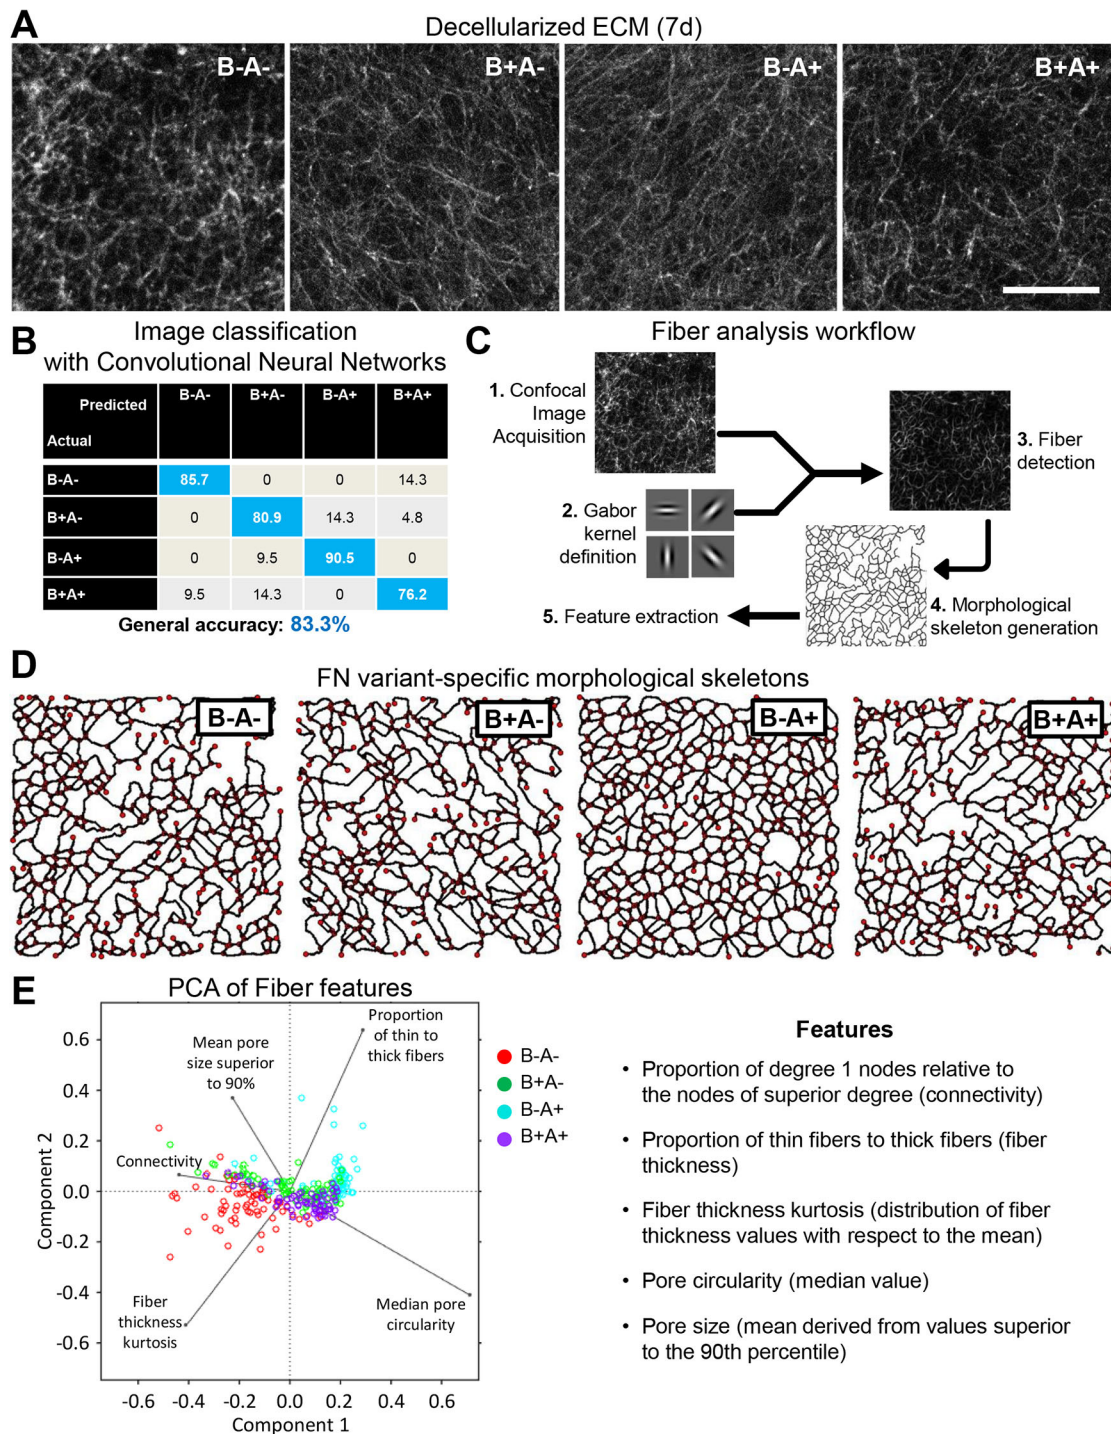 A
Decellularized ECM (7d)
B-A-
B+A-
B-A+
B+A+
B
Image classification
with Convolutional Neural Networks
Predicted
Actual
B-A-
B+A-
B-A+
B+A+
B-A-
85.7
0
0
14.3
B+A-
0
80.9
14.3
4.8
B-A+
0
9.5
90.5
0
B+A+
9.5
14.3
0
76.2
General accuracy: 83.3%
C
Fiber analysis workflow
1. Confocal
Image
Acquisition
2. Gabor
kernel
definition
3. Fiber
detection
4. Morphological
skeleton generation
5. Feature extraction
D
FN variant-specific morphological skeletons
B-A-
B+A-
B-A+
B+A+
E
PCA of Fiber features
Component 2
0.6
0.4
0.2
0.0
-0.2
-0.4
-0.6
-0.6
-0.4
-0.2
0.0
0.2
0.4
0.6
Component 1
Mean pore
size superior
to 90%
Proportion
of thin to
thick fibers
Connectivity
Fiber
thickness
kurtosis
Median pore
circularity
B-A-
B+A-
B-A+
B+A+
Features
• Proportion of degree 1 nodes relative to
the nodes of superior degree (connectivity)
• Proportion of thin fibers to thick fibers (fiber
thickness)
• Fiber thickness kurtosis (distribution of fiber
thickness values with respect to the mean)
• Pore circularity (median value)
• Pore size (mean derived from values superior
to the 90th percentile)